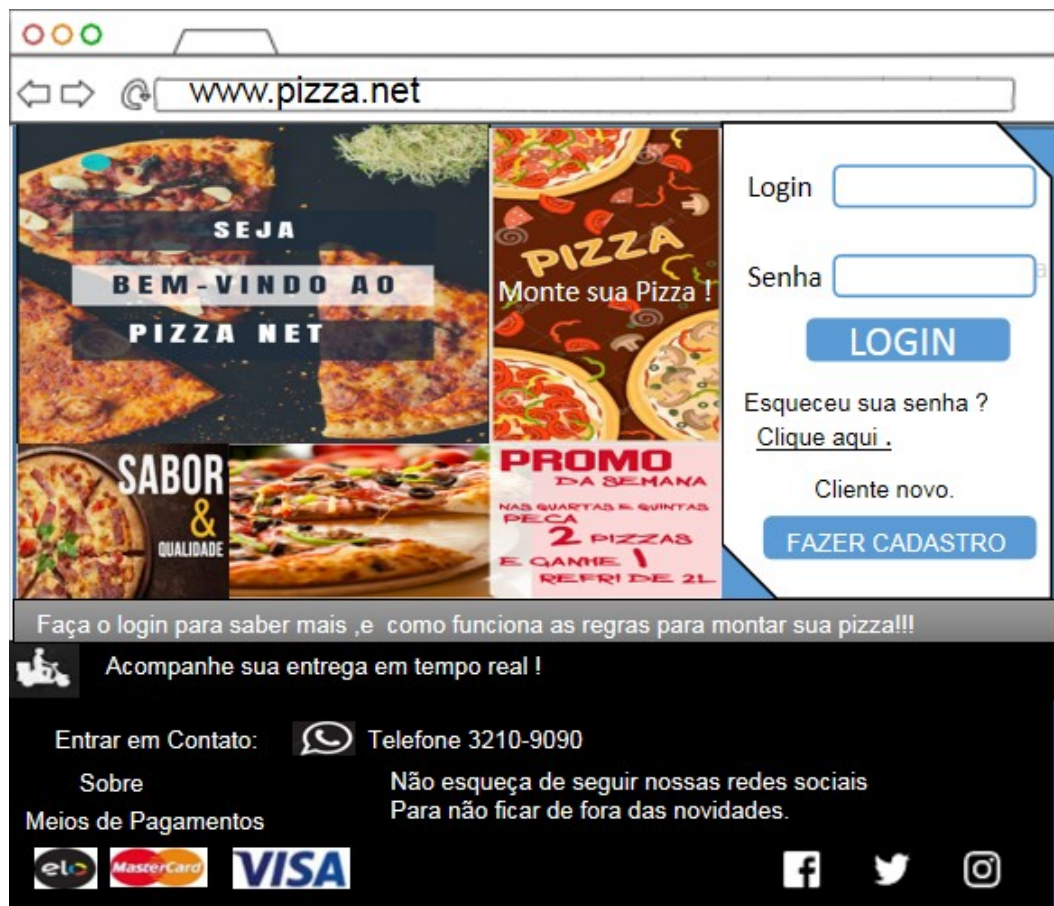 www.pizza.net
SEJA
BEM-VINDO AO
PIZZA NET
PIZZA
Monte sua Pizza !
Login
Senha
LOGIN
Esqueceu sua senha ?
Clique aqui .
Cliente novo.
FAZER CADASTRO
SABOR
&
QUALIDADE
PROMO
DA SEMANA
NAS QUARTAS E QUINTAS
PECA
2 PIZZAS
E GANHE 1
REFRI DE 2L
Faça o login para saber mais ,e como funciona as regras para montar sua pizza!!!
Acompanhe sua entrega em tempo real !
Entrar em Contato:
Telefone 3210-9090
Sobre
Não esqueça de seguir nossas redes sociais
Para não ficar de fora das novidades.
Meios de Pagamentos
elo
MasterCard
VISA